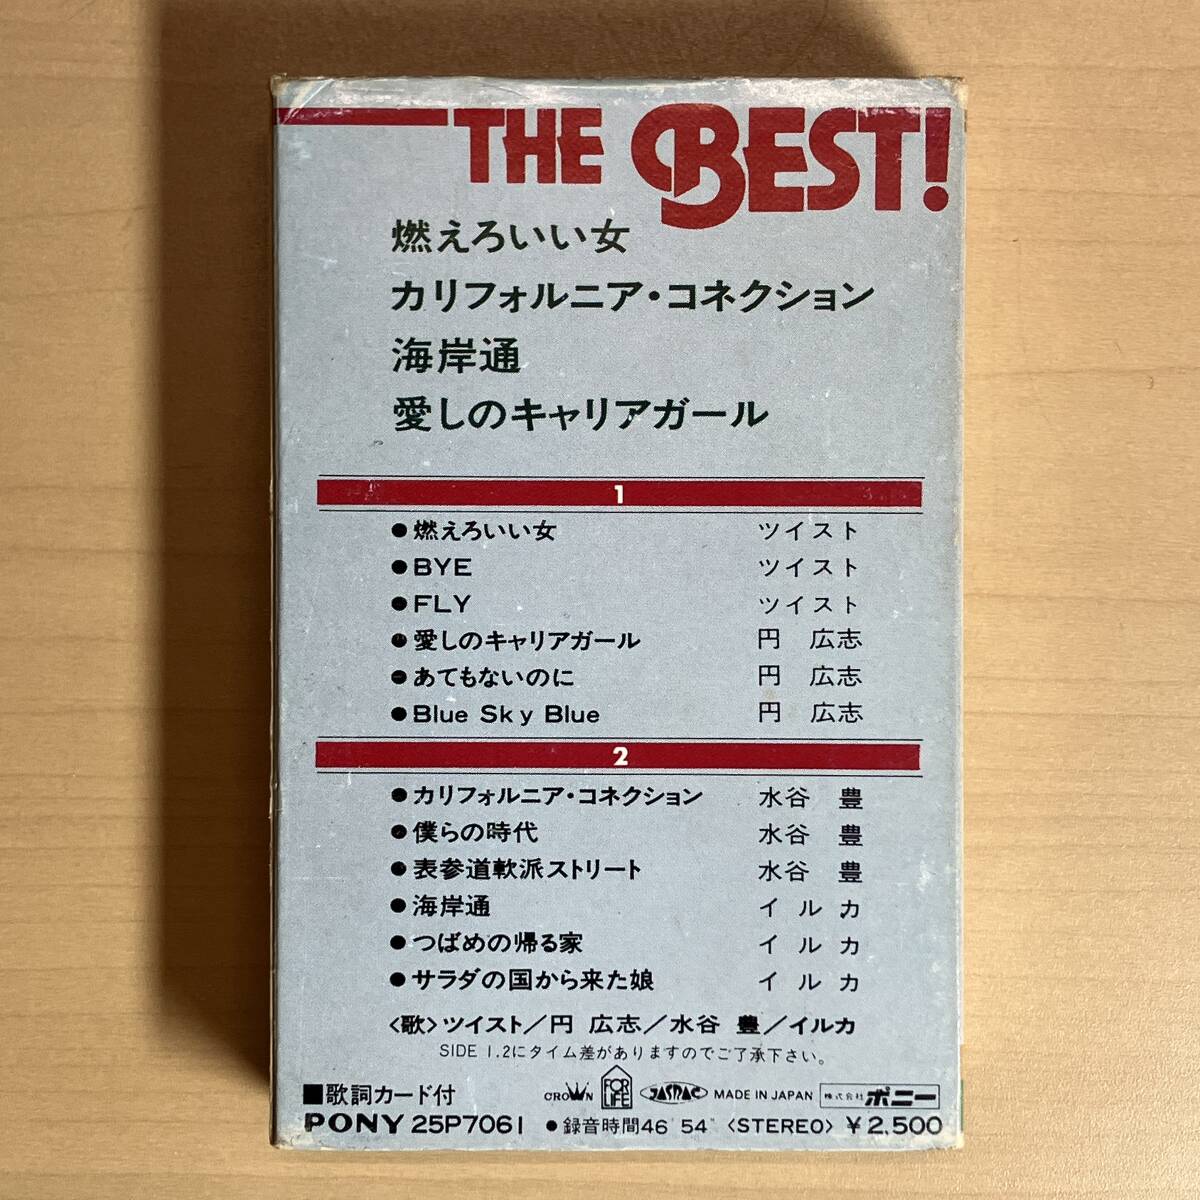 THE BEST!
燃えろいい女
カリフォルニア・コネクション
海岸通
愛しのキャリアガール
1
●燃えろいい女 ツイスト
●BYE ツイスト
●FLY ツイスト
●愛しのキャリアガール 円 広志
●あてもないのに 円 広志
●Blue Sky Blue 円 広志
2
●カリフォルニア・コネクション 水谷 豊
●僕らの時代 水谷 豊
●表参道軟派ストリート 水谷 豊
●海岸通 イルカ
●つばめの帰る家 イルカ
●サラダの国から来た娘 イルカ
〈歌〉ツイスト/円 広志/水谷 豊/イルカ
SIDE 1.2にタイム差がありますのでご了承下さい。
■歌詞カード付 CROWN FOR LIFE JASRAC MADE IN JAPAN 株式会社ポニー
PONY 25P7061 ●録音時間46′54″〈STEREO〉¥2,500